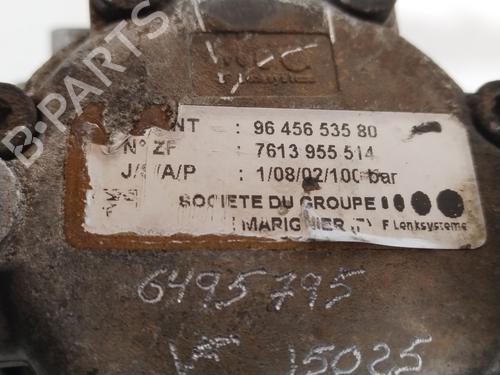 NT : 96 456 535 80
N° ZF : 7613 955 514
J/ /A/P : 1/08/02/100 bar
SOCIETE DU GROUPE
MARIGNIER (F) F Lenksysteme
6495795
15025
B-PARTS